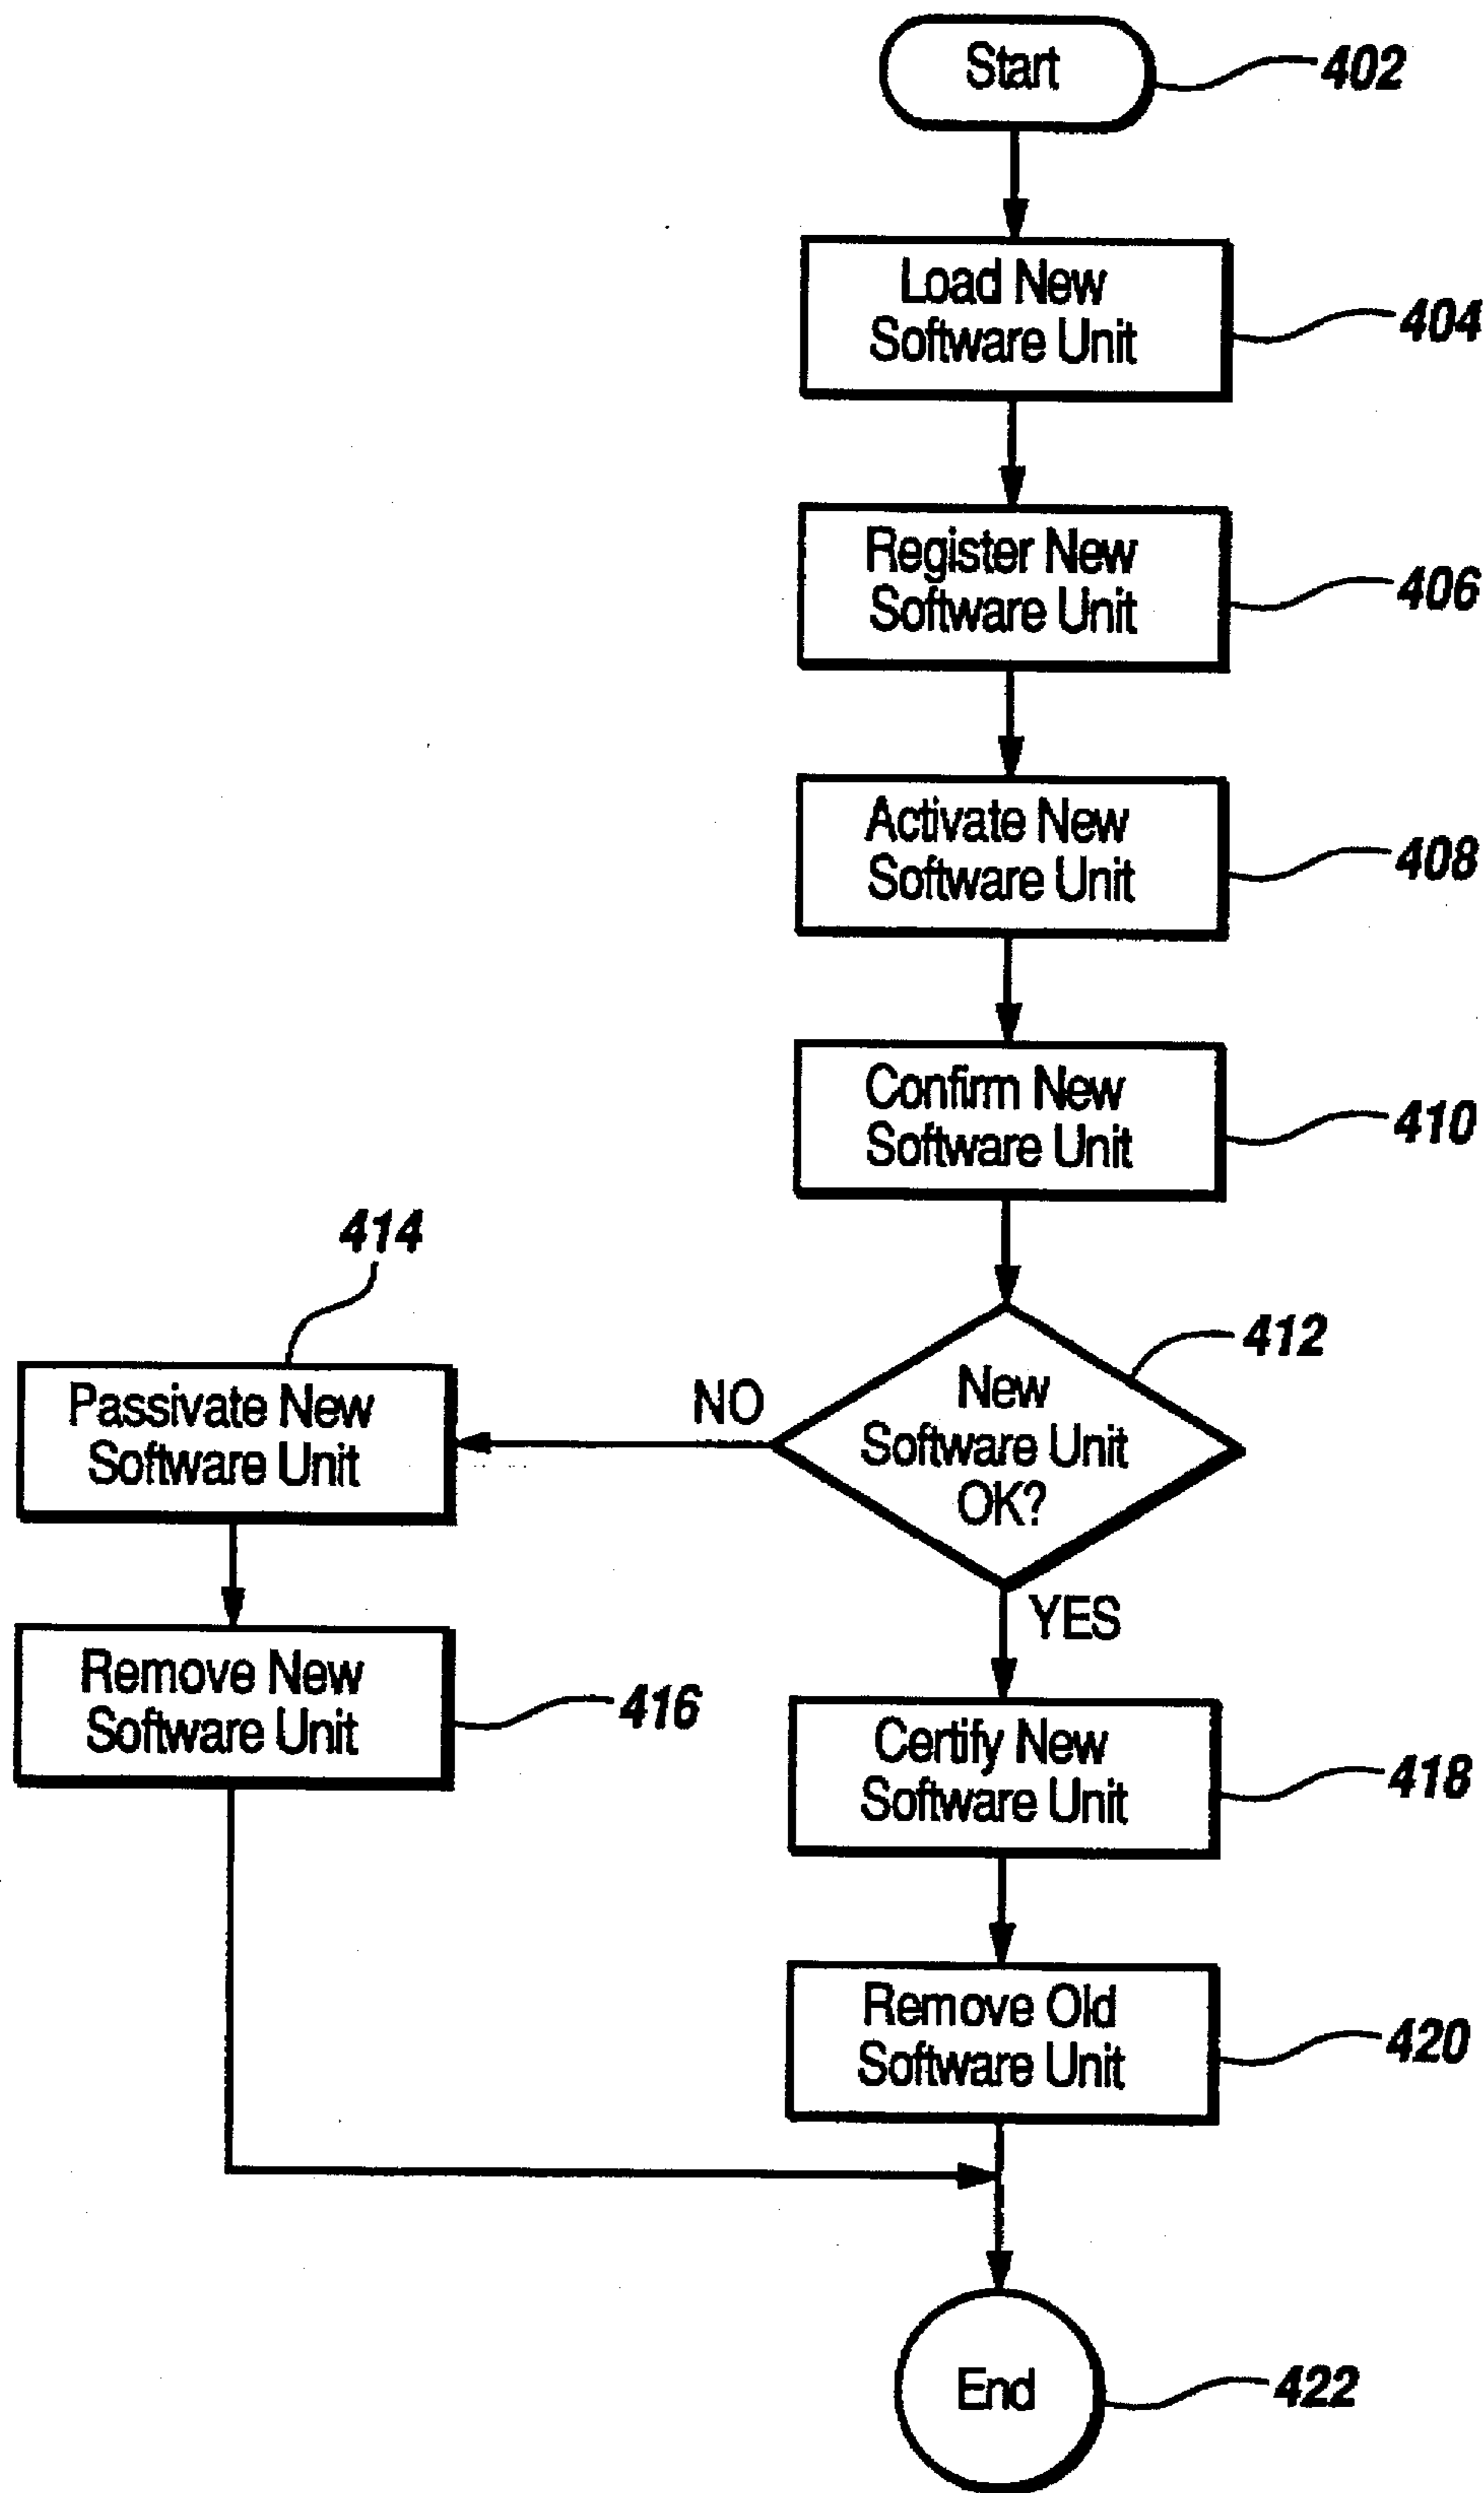 Start
402
Load New
Software Unit
404
Register New
Software Unit
406
Activate New
Software Unit
408
Confirm New
Software Unit
410
414
412
New
Software Unit
OK?
NO
Passivate New
Software Unit
YES
Remove New
Software Unit
416
Certify New
Software Unit
418
Remove Old
Software Unit
420
End
422